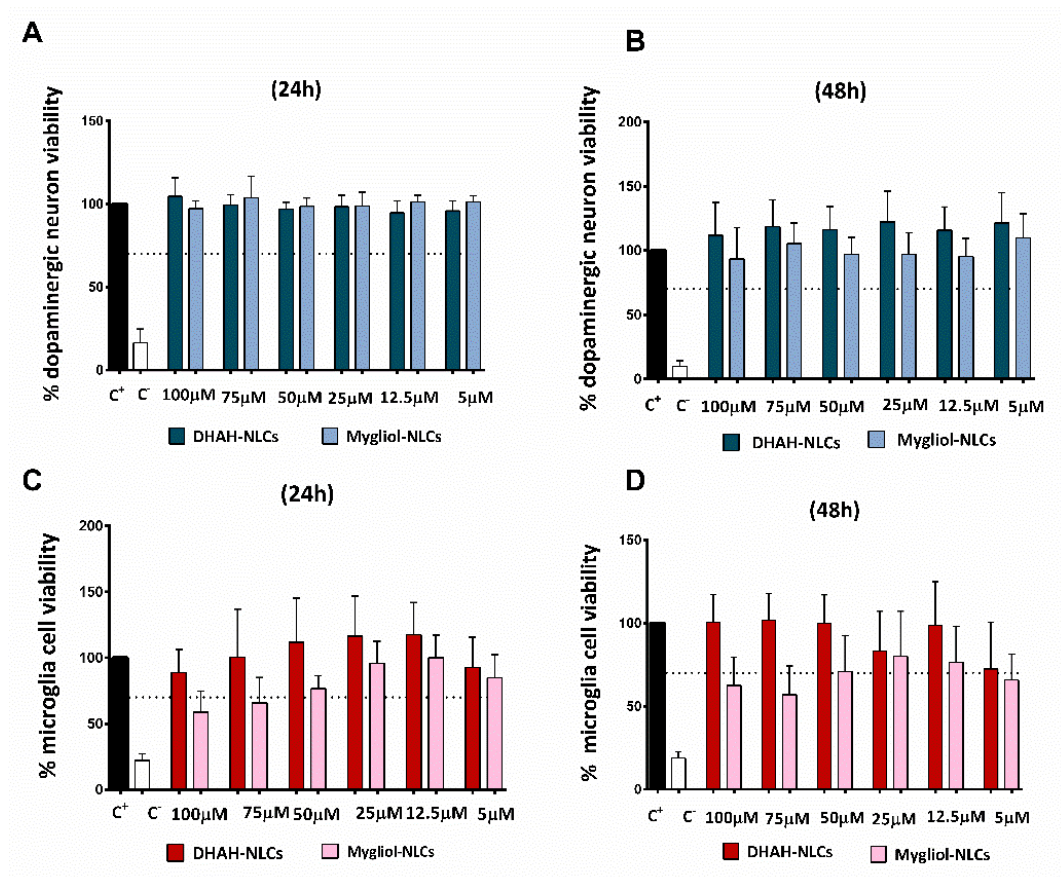 A
(24h)
% dopaminergic neuron viability
150
100
50
0
C⁺ C⁻ 100µM 75µM 50µM 25µM 12.5µM 5µM
DHAH-NLCs Mygliol-NLCs
B
(48h)
% dopaminergic neuron viability
200
150
100
50
0
C⁺ C⁻ 100µM 75µM 50µM 25µM 12.5µM 5µM
DHAH-NLCs Mygliol-NLCs
C
(24h)
% microglia cell viability
200
150
100
50
0
C⁺ C⁻ 100µM 75µM 50µM 25µM 12.5µM 5µM
DHAH-NLCs Mygliol-NLCs
D
(48h)
% microglia cell viability
150
100
50
0
C⁺ C⁻ 100µM 75µM 50µM 25µM 12.5µM 5µM
DHAH-NLCs Mygliol-NLCs